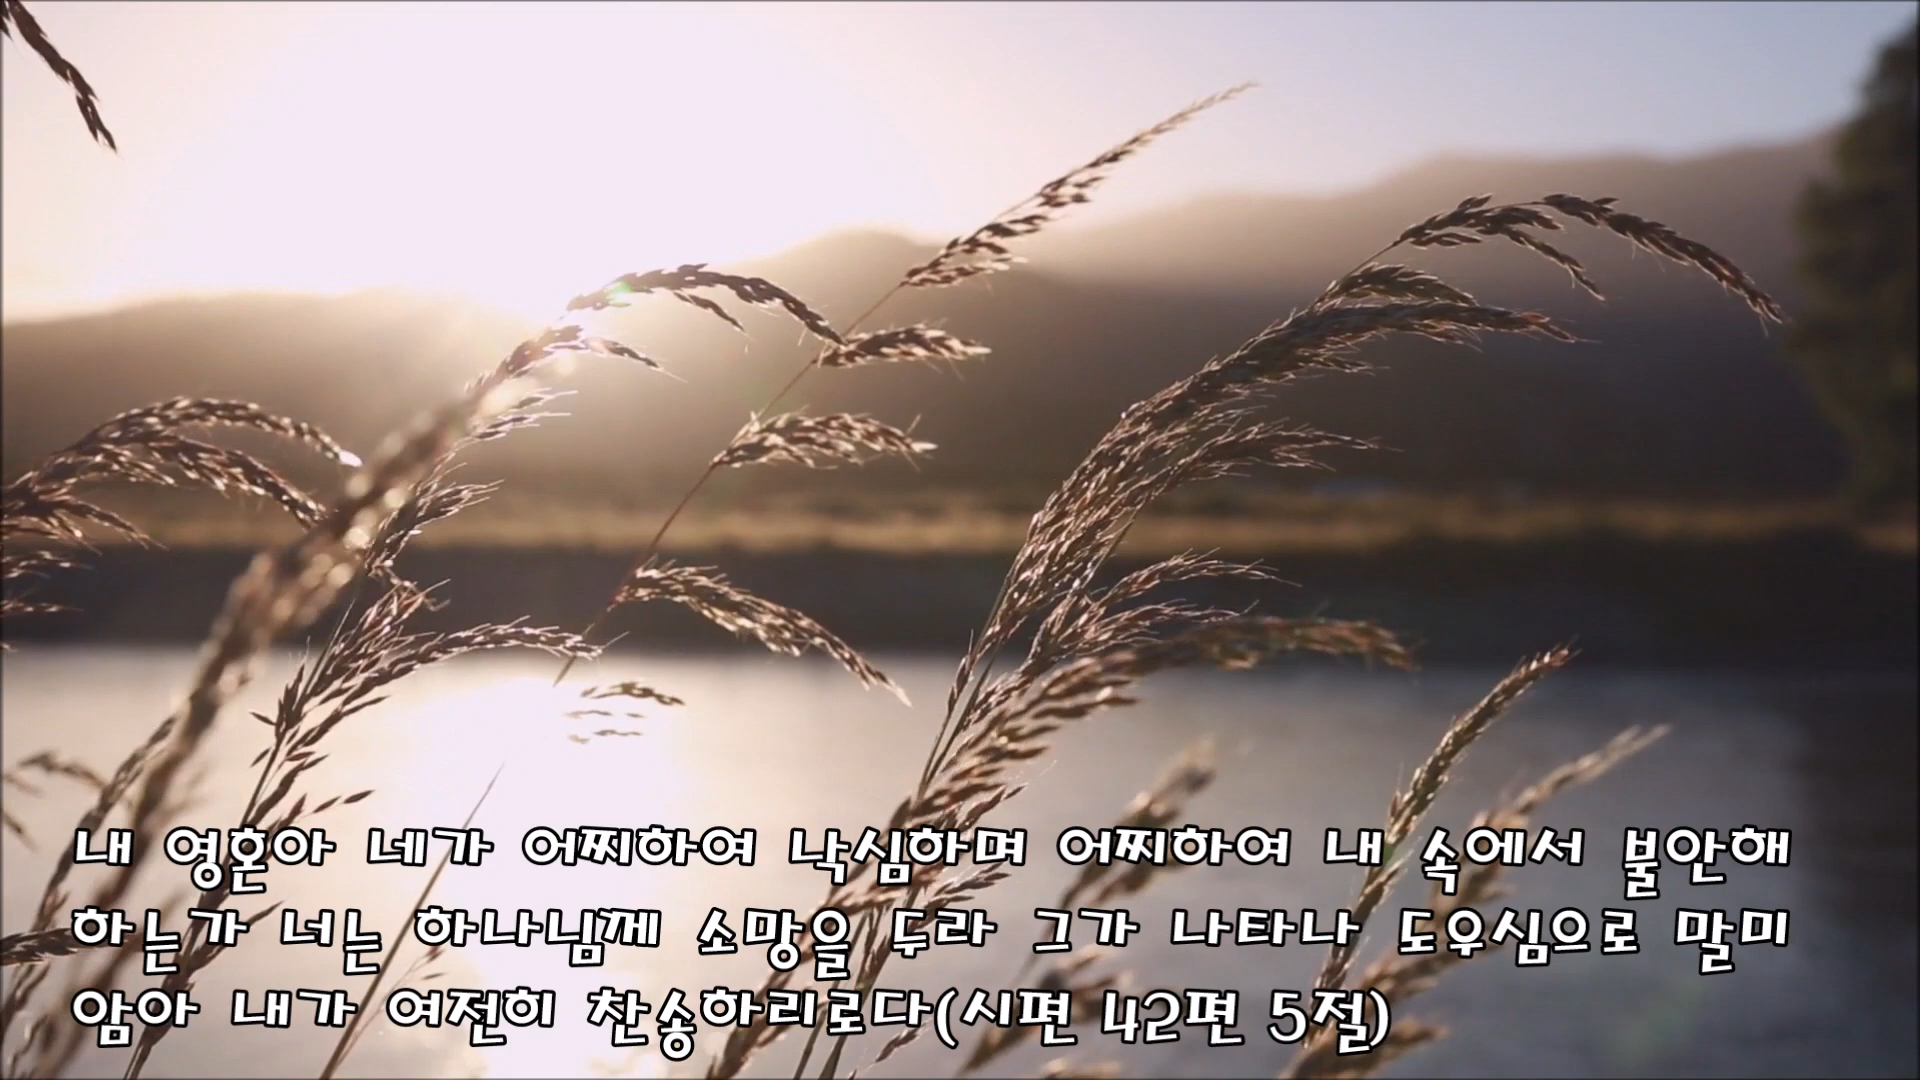 내 영혼아 네가 어찌하여 낙심하며 어찌하여 내 속에서 불안해
하는가 너는 하나님께 소망을 두라 그가 나타나 도우심으로 말미
암아 내가 여전히 찬송하리로다(시편 42편 5절)